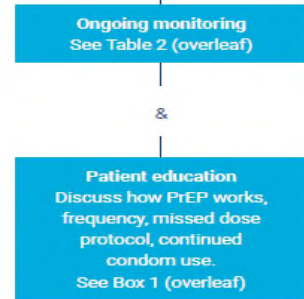 Ongoing monitoring
See Table 2 (overleaf)
&
Patient education
Discuss how PrEP works,
frequency, missed dose
protocol, continued
condom use.
See Box 1 (overleaf)